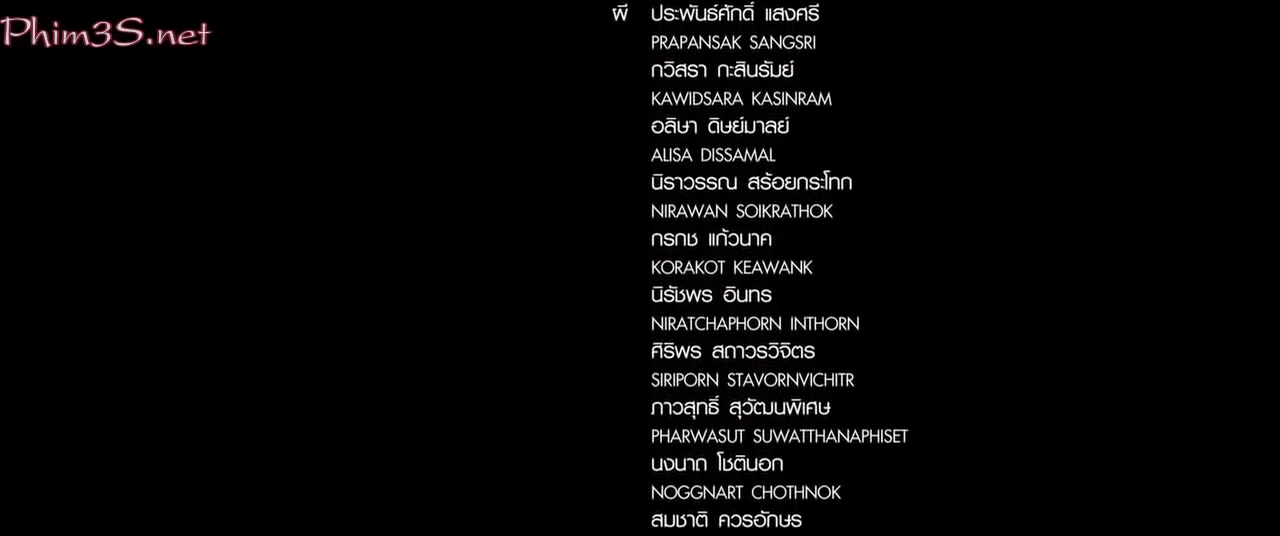 Phim3S.net
ผี ประพันธ์ศักดิ์ แสงศรี
PRAPANSAK SANGSRI
กวิสรา กะสินรัมย์
KAWIDSARA KASINRAM
อลิษา ดิษย์มาลย์
ALISA DISSAMAL
นิราวรรณ สร้อยกระโทก
NIRAWAN SOIKRATHOK
กรกช แก้วนาค
KORAKOT KEAWANK
นิรัชพร อินทร
NIRATCHAPHORN INTHORN
ศิริพร สถาวรวิจิตร
SIRIPORN STAVORNVICHITR
ภาวสุทธิ์ สุวัฒนพิเศษ
PHARWASUT SUWATTHANAPHISET
นงนาถ โชตินอก
NOGGNART CHOTHNOK
สมชาติ ควรอักษร